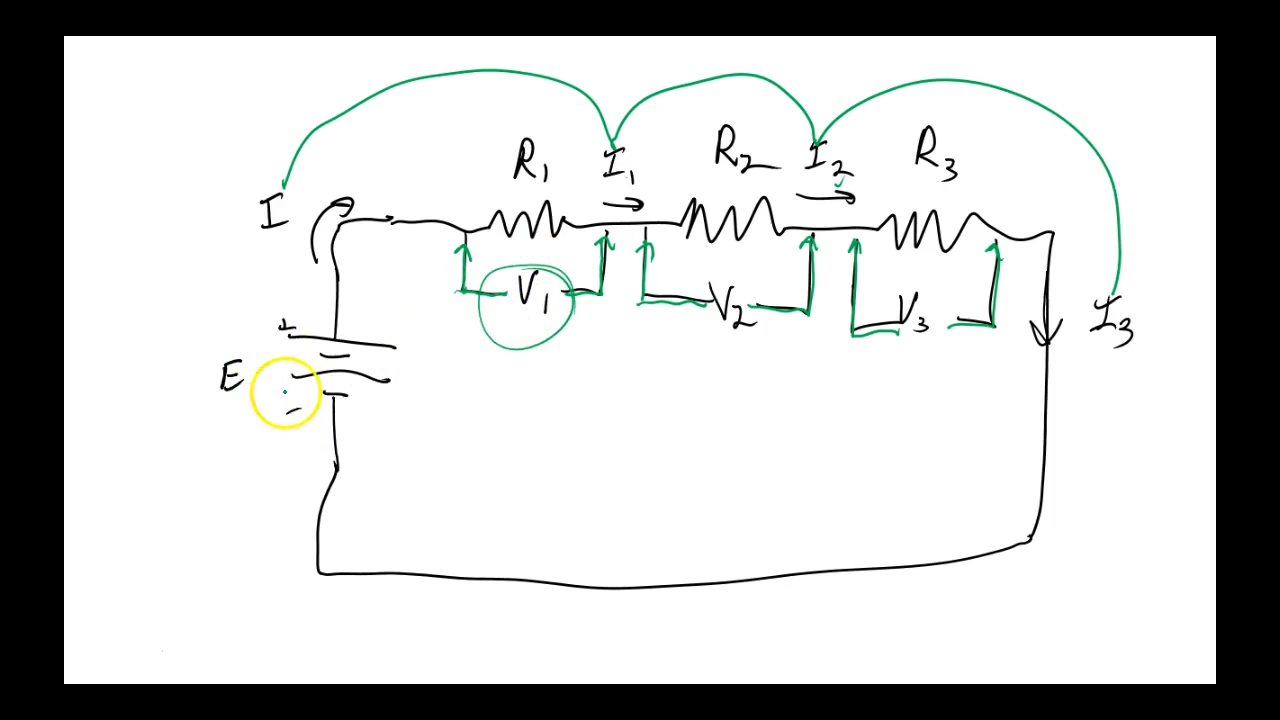 R₁ I₁ R₂ I₂ R₃
I
V₁ V₂ V₃ I₃
+
E
–